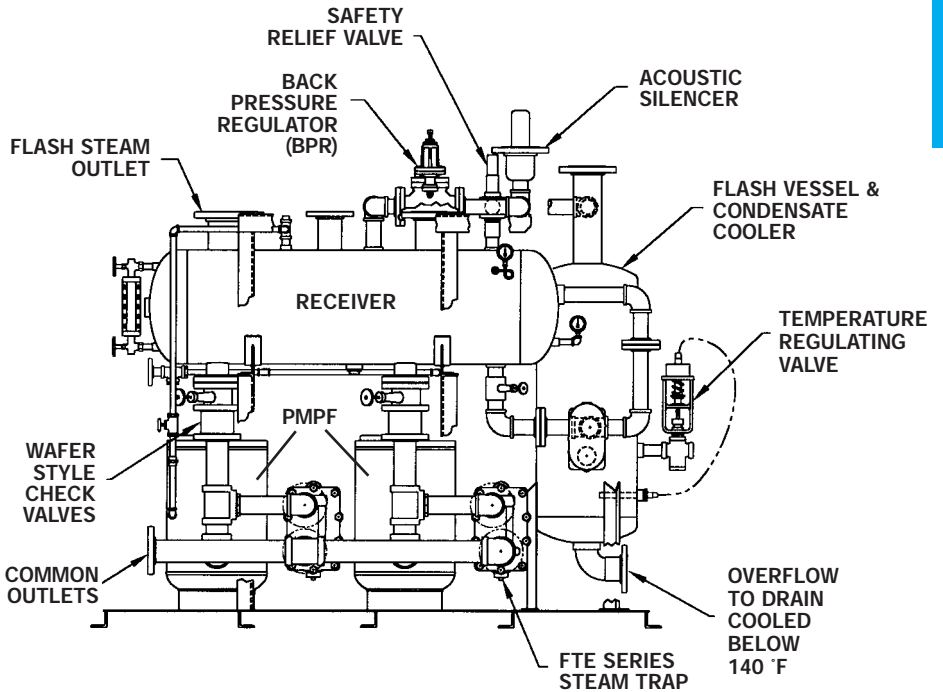 SAFETY
RELIEF VALVE
BACK
PRESSURE
REGULATOR
(BPR)
ACOUSTIC
SILENCER
FLASH STEAM
OUTLET
FLASH VESSEL &
CONDENSATE
COOLER
RECEIVER
TEMPERATURE
REGULATING
VALVE
PMPF
WAFER
STYLE
CHECK
VALVES
COMMON
OUTLETS
OVERFLOW
TO DRAIN
COOLED
BELOW
140 ˚F
FTE SERIES
STEAM TRAP